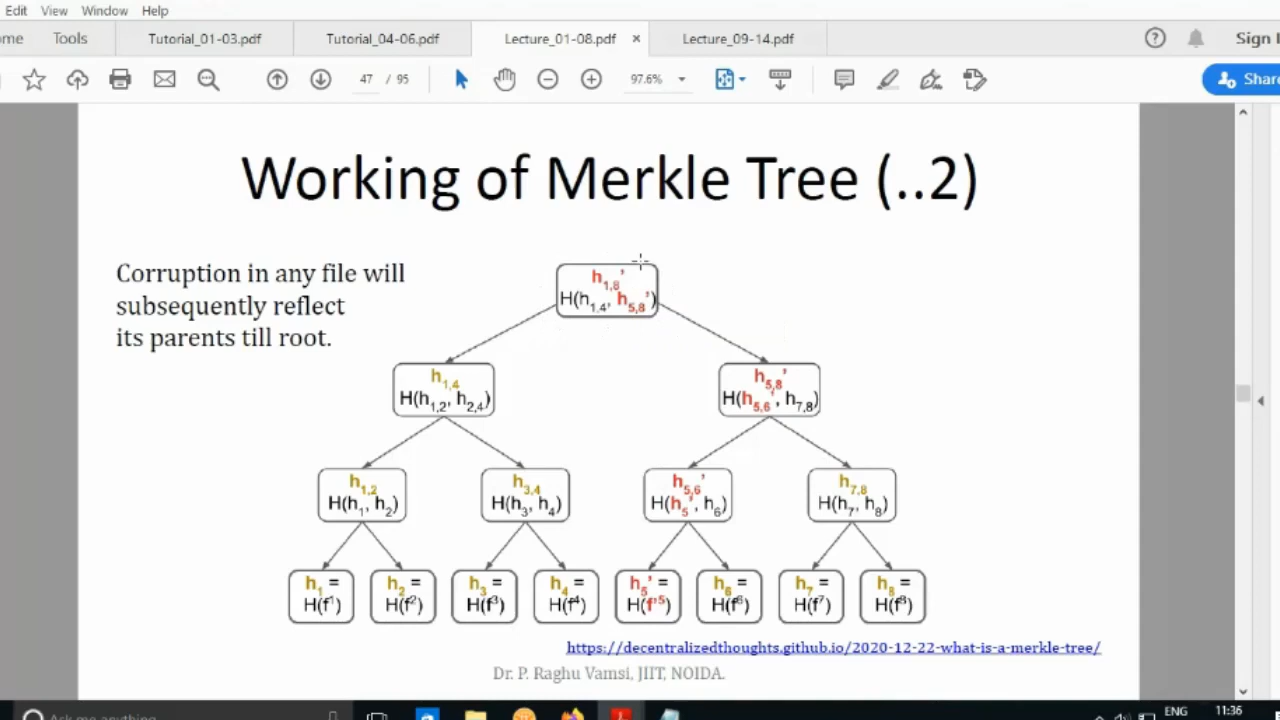 Edit View Window Help
ome Tools Tutorial_01-03.pdf Tutorial_04-06.pdf Lecture_01-08.pdf × Lecture_09-14.pdf Sign I
47 / 95 97.6% Share
Working of Merkle Tree (..2)
Corruption in any file will
subsequently reflect
its parents till root.
h1,8’
H(h1,4, h5,8’)
h1,4
H(h1,2, h2,4)
h5,8’
H(h5,6’, h7,8)
h1,2
H(h1, h2)
h3,4
H(h3, h4)
h5,6’
H(h5’, h6)
h7,8
H(h7, h8)
h1 =
H(f1)
h2 =
H(f2)
h3 =
H(f3)
h4 =
H(f4)
h5’ =
H(f’5)
h6 =
H(f6)
h7 =
H(f7)
h8 =
H(f8)
https://decentralizedthoughts.github.io/2020-12-22-what-is-a-merkle-tree/
Dr. P. Raghu Vamsi, JIIT, NOIDA.
Ask me anything
ENG 11:36